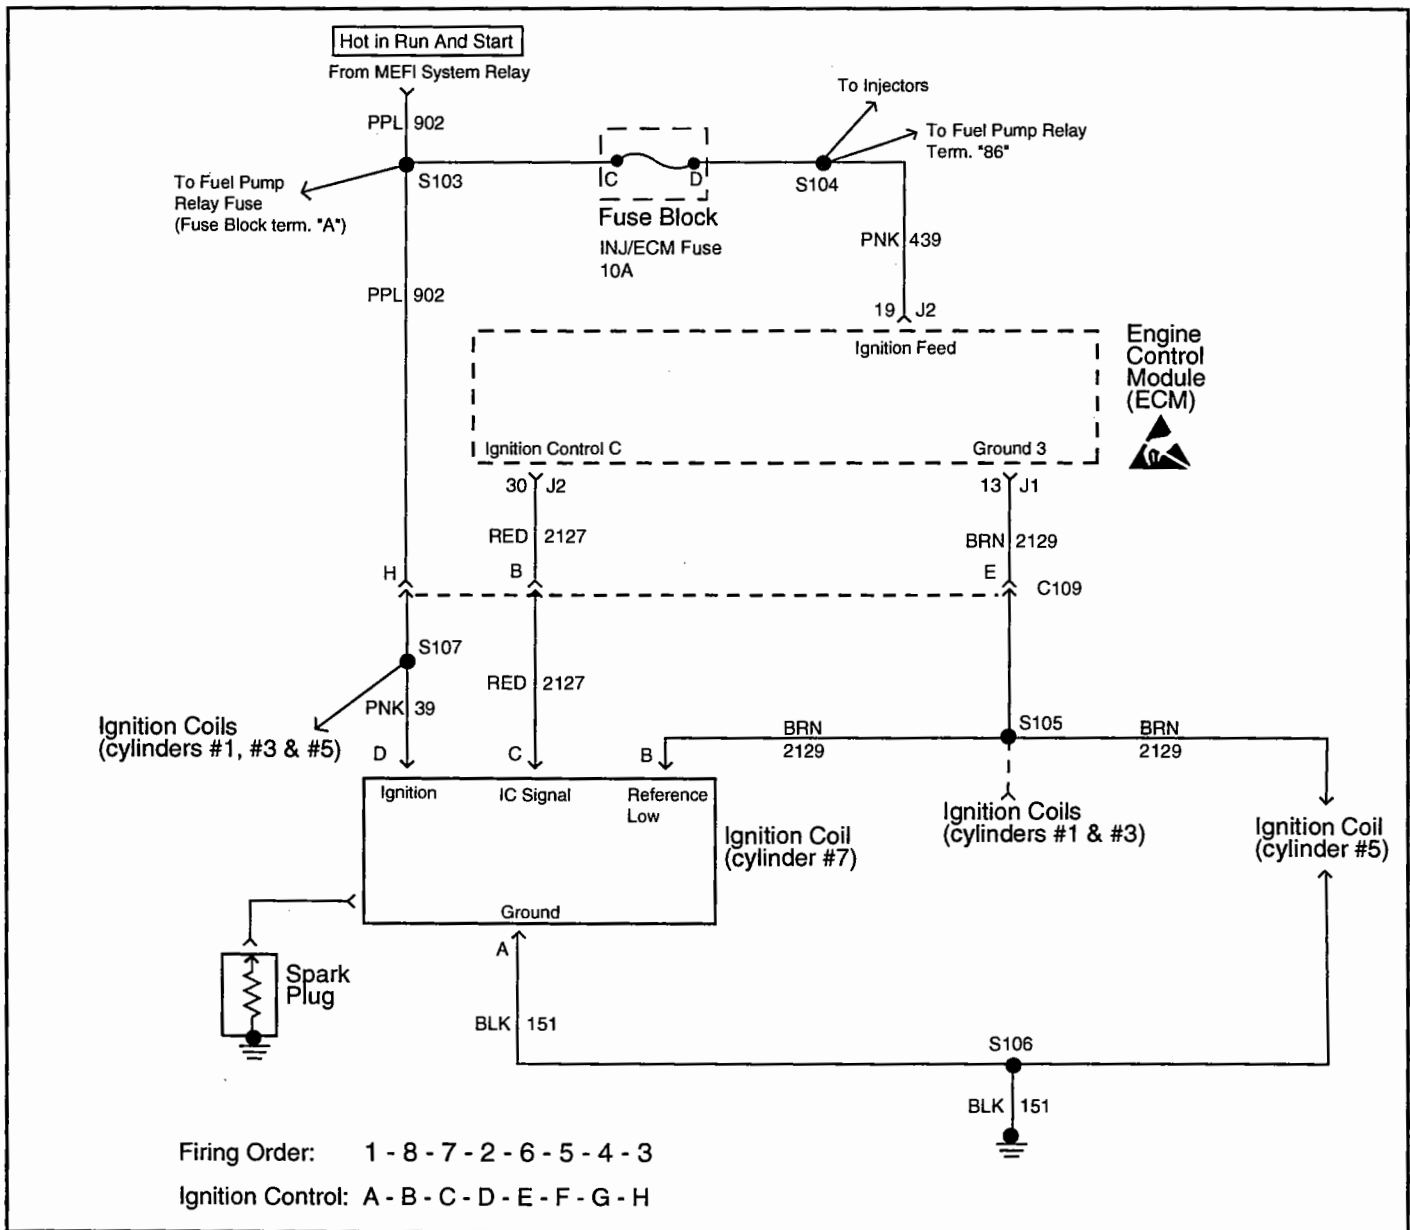 Hot in Run And Start
From MEFI System Relay
To Injectors
PPL 902
To Fuel Pump Relay
Term. "86"
S103
C D
S104
To Fuel Pump
Relay Fuse
(Fuse Block term. "A")
Fuse Block
INJ/ECM Fuse
10A
PNK 439
PPL 902
19 J2
Ignition Feed
Engine
Control
Module
(ECM)
Ignition Control C
Ground 3
30 J2
13 J1
RED 2127
BRN 2129
H
B
E
C109
S107
RED 2127
PNK 39
Ignition Coils
(cylinders #1, #3 & #5)
D
C
B
BRN
2129
S105
BRN
2129
Ignition
IC Signal
Reference
Low
Ignition Coil
(cylinder #7)
Ignition Coils
(cylinders #1 & #3)
Ignition Coil
(cylinder #5)
Ground
A
Spark
Plug
BLK 151
S106
BLK 151
Firing Order: 1 - 8 - 7 - 2 - 6 - 5 - 4 - 3
Ignition Control: A - B - C - D - E - F - G - H